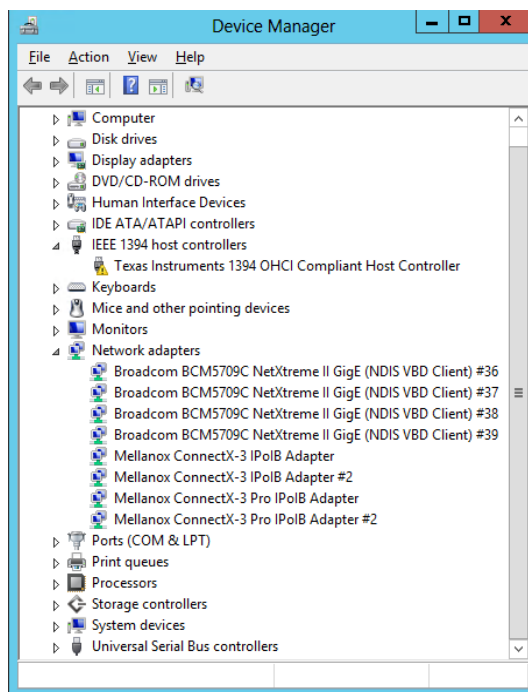 Device Manager
File Action View Help
Computer
Disk drives
Display adapters
DVD/CD-ROM drives
Human Interface Devices
IDE ATA/ATAPI controllers
IEEE 1394 host controllers
Texas Instruments 1394 OHCI Compliant Host Controller
Keyboards
Mice and other pointing devices
Monitors
Network adapters
Broadcom BCM5709C NetXtreme II GigE (NDIS VBD Client) #36
Broadcom BCM5709C NetXtreme II GigE (NDIS VBD Client) #37
Broadcom BCM5709C NetXtreme II GigE (NDIS VBD Client) #38
Broadcom BCM5709C NetXtreme II GigE (NDIS VBD Client) #39
Mellanox ConnectX-3 IPoIB Adapter
Mellanox ConnectX-3 IPoIB Adapter #2
Mellanox ConnectX-3 Pro IPoIB Adapter
Mellanox ConnectX-3 Pro IPoIB Adapter #2
Ports (COM & LPT)
Print queues
Processors
Storage controllers
System devices
Universal Serial Bus controllers